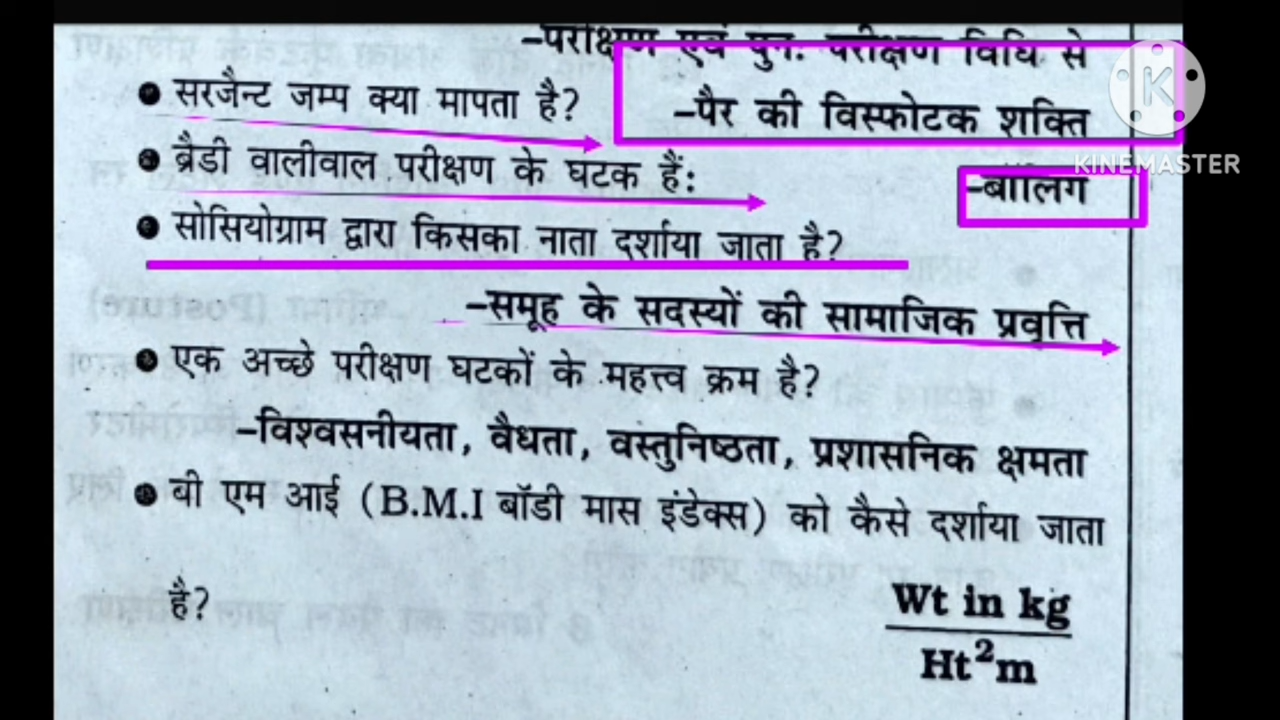 –परीक्षण एवं पुनः परीक्षण विधि से
● सरजैन्ट जम्प क्या मापता है? –पैर की विस्फोटक शक्ति
● ब्रैडी वालीवाल परीक्षण के घटक हैं: –बॉलिंग
● सोसियोग्राम द्वारा किसका नाता दर्शाया जाता है?
–समूह के सदस्यों की सामाजिक प्रवृत्ति
● एक अच्छे परीक्षण घटकों के महत्त्व क्रम है?
–विश्वसनीयता, वैधता, वस्तुनिष्ठता, प्रशासनिक क्षमता
● बी एम आई (B.M.I बॉडी मास इंडेक्स) को कैसे दर्शाया जाता
है? Wt in kg
Ht²m
K
KINEMASTER